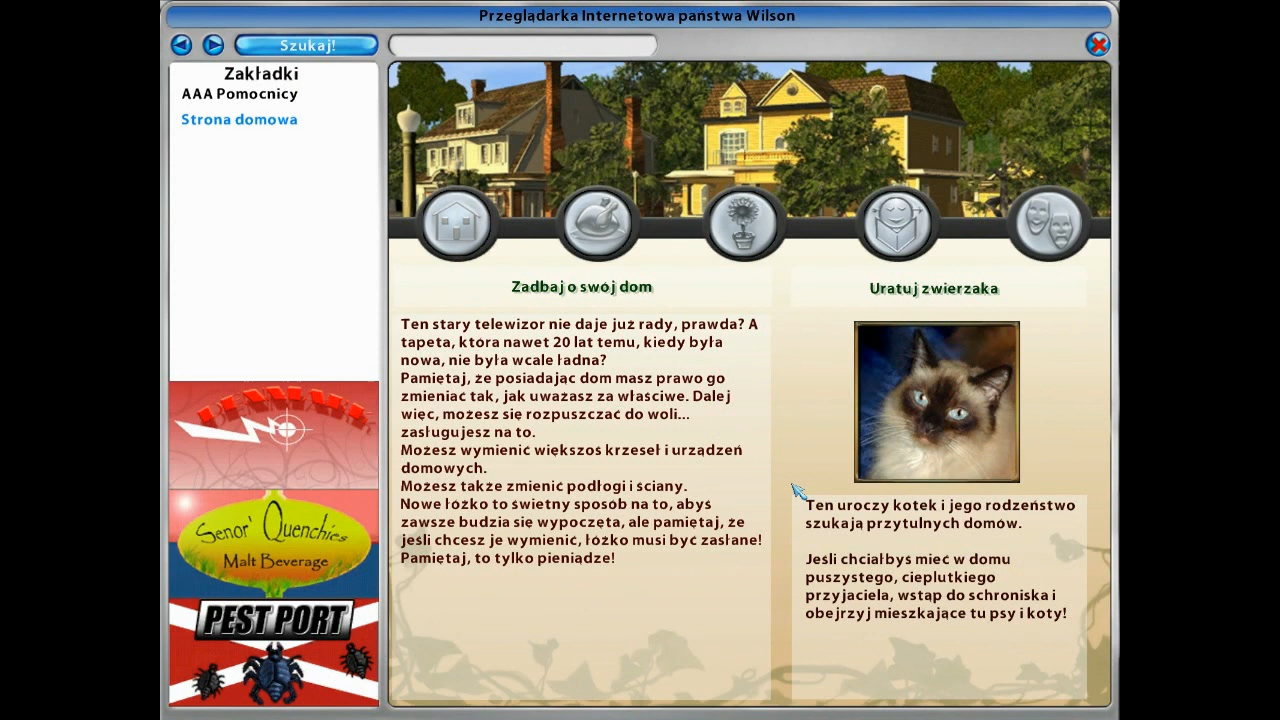 Przeglądarka Internetowa państwa Wilson
Szukaj!
Zakładki
AAA Pomocnicy
Strona domowa
Senor' Quenchies
Malt Beverage
PEST PORT
Zadbaj o swój dom
Ten stary telewizor nie daje już rady, prawda? A
tapeta, która nawet 20 lat temu, kiedy była
nowa, nie była wcale ładna?
Pamiętaj, że posiadając dom masz prawo go
zmieniać tak, jak uważasz za właściwe. Dalej
więc, możesz się rozpuszczać do woli...
zasługujesz na to.
Możesz wymienić większos krzeseł i urządzeń
domowych.
Możesz także zmienić podłogi i ściany.
Nowe łóżko to świetny sposób na to, abyś
zawsze budzia się wypoczęta, ale pamiętaj, że
jeśli chcesz je wymienić, łóżko musi być zasłane!
Pamiętaj, to tylko pieniądze!
Uratuj zwierzaka
Ten uroczy kotek i jego rodzeństwo
szukają przytulnych domów.
Jeśli chciałbyś mieć w domu
puszystego, cieplutkiego
przyjaciela, wstąp do schroniska i
obejrzyj mieszkające tu psy i koty!